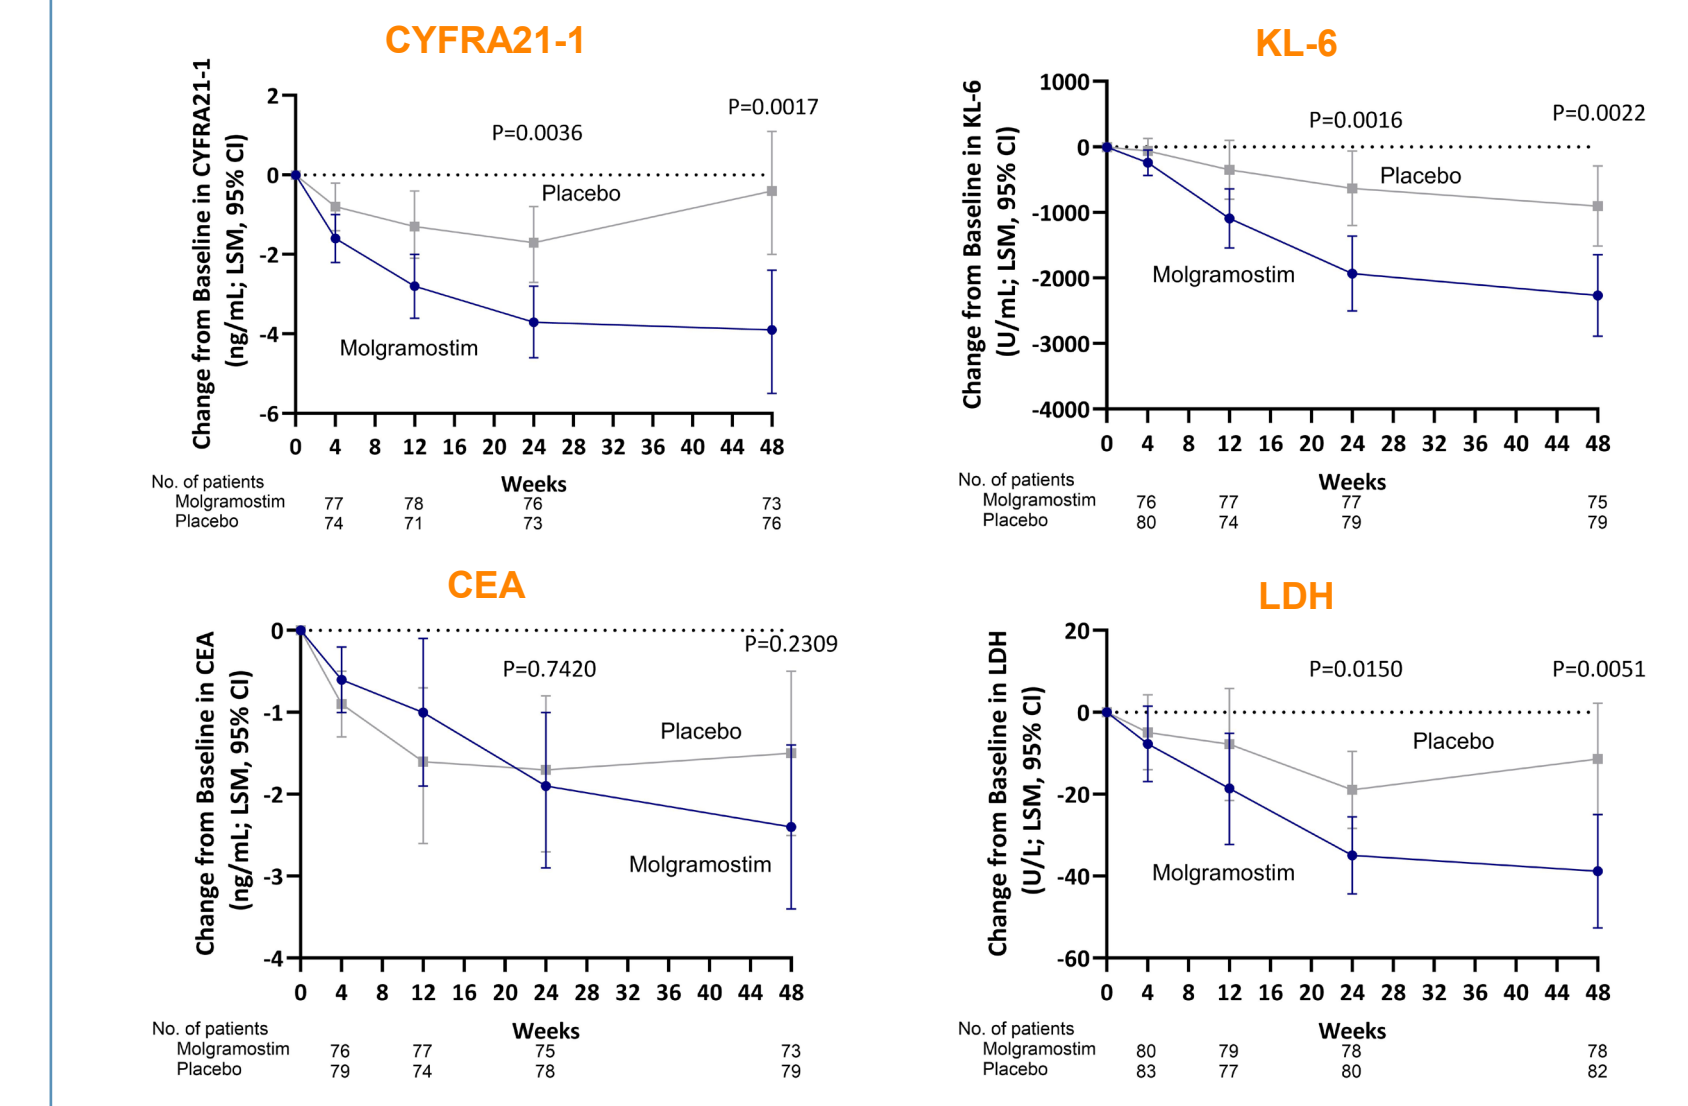 CYFRA21-1
Change from Baseline in CYFRA21-1
(ng/mL; LSM, 95% CI)
2
0
-2
-4
-6
P=0.0036
P=0.0017
Placebo
Molgramostim
0 4 8 12 16 20 24 28 32 36 40 44 48
Weeks
No. of patients
Molgramostim 77 78 76 73
Placebo 74 71 73 76
KL-6
Change from Baseline in KL-6
(U/mL; LSM, 95% CI)
1000
0
-1000
-2000
-3000
-4000
P=0.0016
P=0.0022
Placebo
Molgramostim
0 4 8 12 16 20 24 28 32 36 40 44 48
Weeks
No. of patients
Molgramostim 76 77 77 75
Placebo 80 74 79 79
CEA
Change from Baseline in CEA
(ng/mL; LSM, 95% CI)
0
-1
-2
-3
-4
P=0.7420
P=0.2309
Placebo
Molgramostim
0 4 8 12 16 20 24 28 32 36 40 44 48
Weeks
No. of patients
Molgramostim 76 77 75 73
Placebo 79 74 78 79
LDH
Change from Baseline in LDH
(U/L; LSM, 95% CI)
20
0
-20
-40
-60
P=0.0150
P=0.0051
Placebo
Molgramostim
0 4 8 12 16 20 24 28 32 36 40 44 48
Weeks
No. of patients
Molgramostim 80 79 78 78
Placebo 83 77 80 82